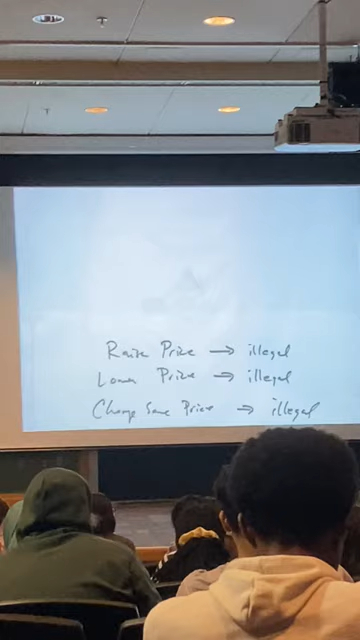 Raise Price → illegal
Lower Price → illegal
Charge Same Price → illegal